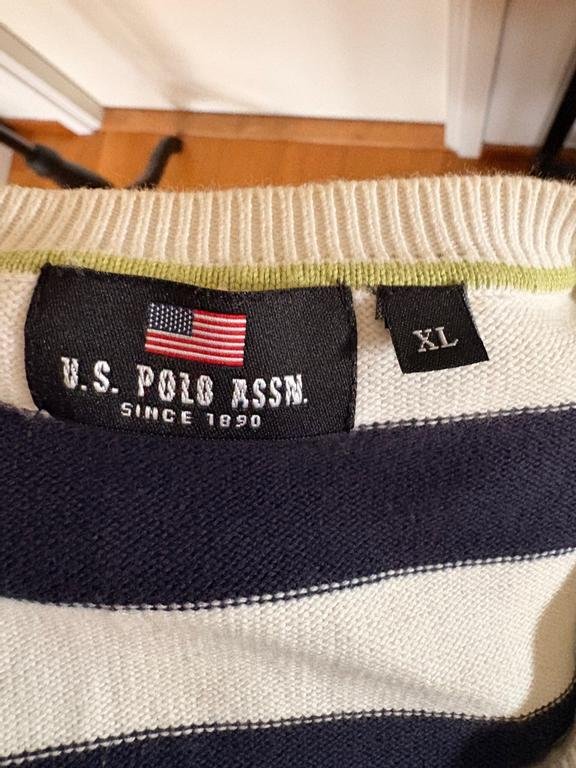 U.S. POLO ASSN.
SINCE 1890
XL